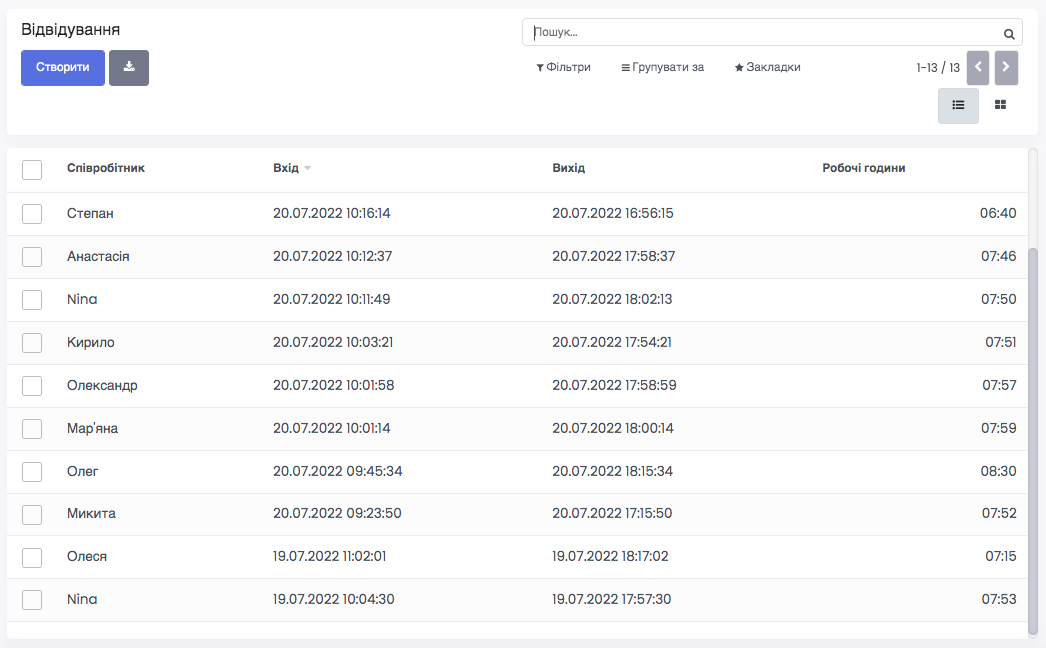 Відвідування
Пошук...
Створити
Фільтри Групувати за Закладки 1-13 / 13
Співробітник Вхід Вихід Робочі години
Степан 20.07.2022 10:16:14 20.07.2022 16:56:15 06:40
Анастасія 20.07.2022 10:12:37 20.07.2022 17:58:37 07:46
Nina 20.07.2022 10:11:49 20.07.2022 18:02:13 07:50
Кирило 20.07.2022 10:03:21 20.07.2022 17:54:21 07:51
Олександр 20.07.2022 10:01:58 20.07.2022 17:58:59 07:57
Мар'яна 20.07.2022 10:01:14 20.07.2022 18:00:14 07:59
Олег 20.07.2022 09:45:34 20.07.2022 18:15:34 08:30
Микита 20.07.2022 09:23:50 20.07.2022 17:15:50 07:52
Олеся 19.07.2022 11:02:01 19.07.2022 18:17:02 07:15
Nina 19.07.2022 10:04:30 19.07.2022 17:57:30 07:53